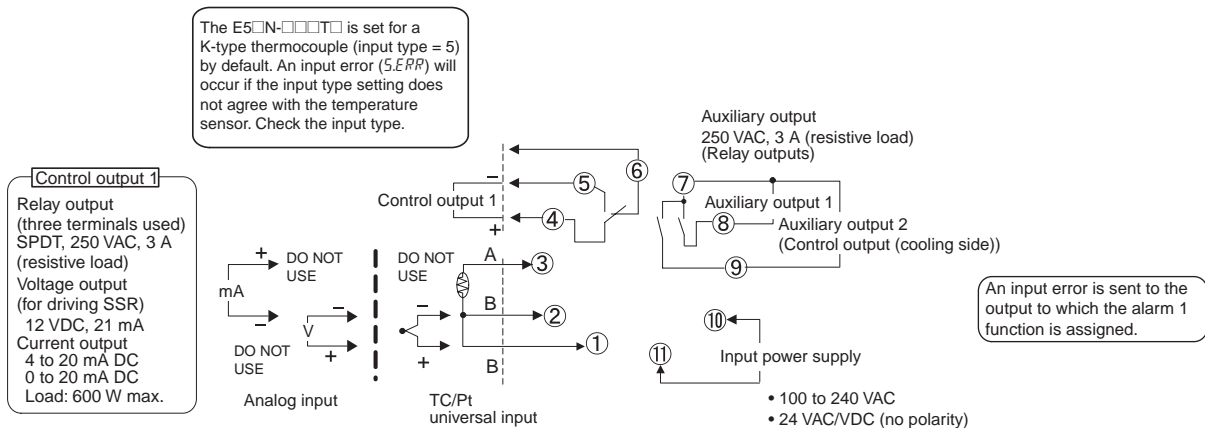 The E5□N-□□□T□ is set for a
K-type thermocouple (input type = 5)
by default. An input error (S.ERR) will
occur if the input type setting does
not agree with the temperature
sensor. Check the input type.
Auxiliary output
250 VAC, 3 A (resistive load)
(Relay outputs)
Control output 1
Relay output
(three terminals used)
SPDT, 250 VAC, 3 A
(resistive load)
Voltage output
(for driving SSR)
12 VDC, 21 mA
Current output
4 to 20 mA DC
0 to 20 mA DC
Load: 600 W max.
−
Control output 1
+
⑥
⑤
④
⑦
Auxiliary output 1
⑧
Auxiliary output 2
(Control output (cooling side))
⑨
+
DO NOT
USE
mA
−
−
V
+
DO NOT
USE
Analog input
DO NOT
USE
−
+
A
③
B
②
①
B
TC/Pt
universal input
⑩
⑪
Input power supply
• 100 to 240 VAC
• 24 VAC/VDC (no polarity)
An input error is sent to the
output to which the alarm 1
function is assigned.